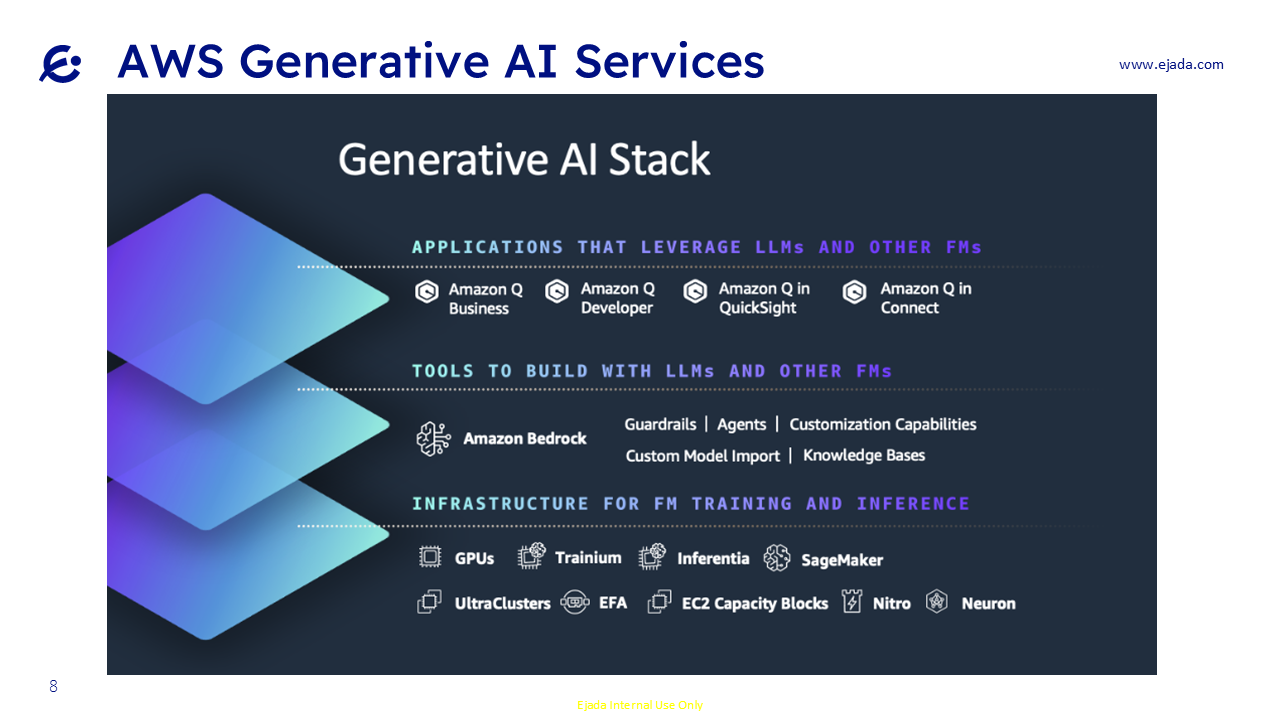 AWS Generative AI Services
www.ejada.com
Generative AI Stack
APPLICATIONS THAT LEVERAGE LLMs AND OTHER FMs
Amazon Q Business
Amazon Q Developer
Amazon Q in QuickSight
Amazon Q in Connect
TOOLS TO BUILD WITH LLMs AND OTHER FMs
Amazon Bedrock
Guardrails | Agents | Customization Capabilities
Custom Model Import | Knowledge Bases
INFRASTRUCTURE FOR FM TRAINING AND INFERENCE
GPUs Trainium Inferentia SageMaker
UltraClusters EFA EC2 Capacity Blocks Nitro Neuron
8
Ejada Internal Use Only